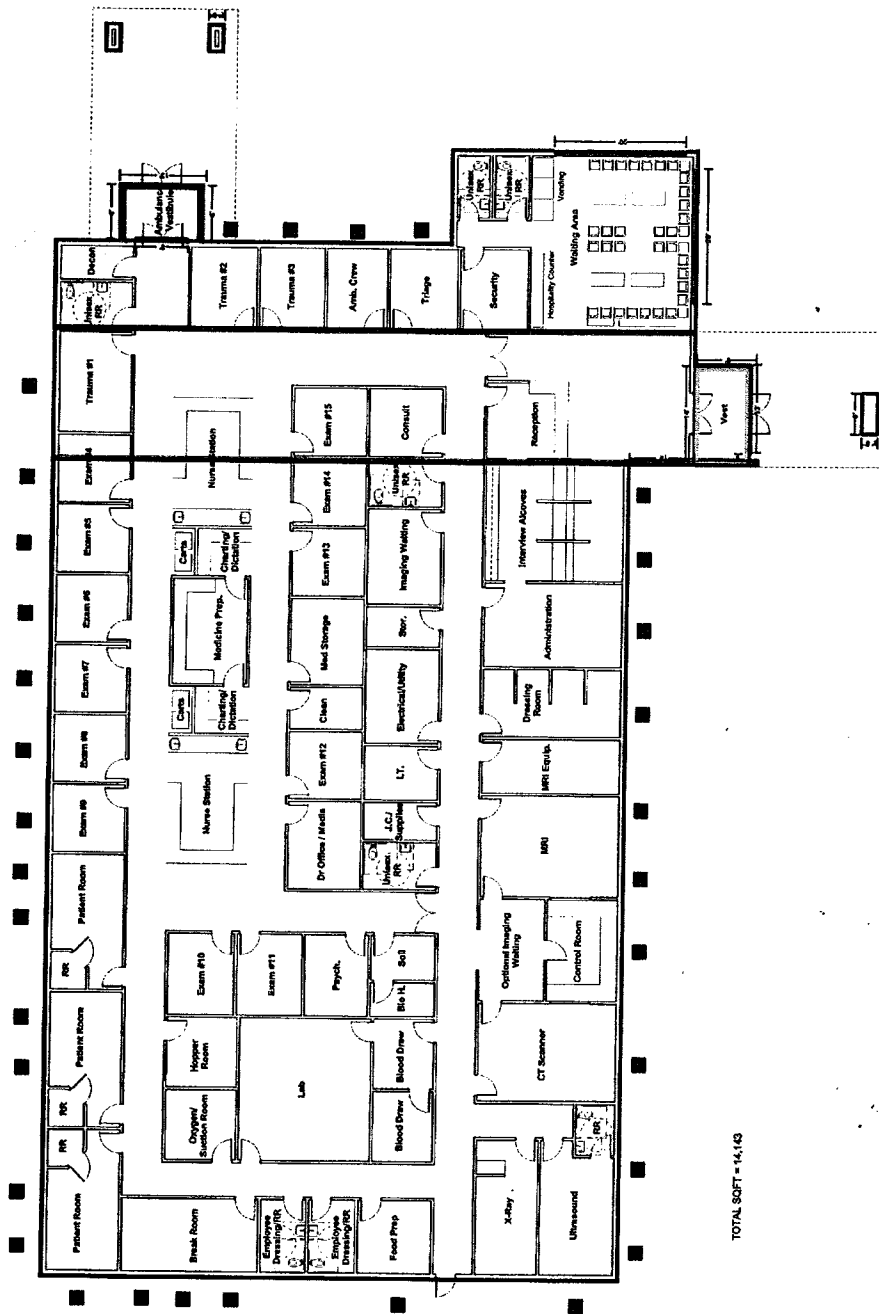 Patient Room
RR
RR
Patient Room
RR
Patient Room
Exam #9
Exam #8
Exam #7
Exam #6
Exam #5
Trauma #1
Unisex
RR
Decon
Ambulance
Vestibule
Break Room
Oxygen/
Suction Room
Hopper
Room
Exam #10
Nurse Station
Carts
Charting/
Dictation
Medicine Prep.
Carts
Charting/
Dictation
Nurse Station
Trauma #2
Employee
Dressing/RR
Employee
Dressing/RR
Lab
Exam #11
Psych.
Dr Office / Media
Exam #12
Clean
Med Storage
Exam #13
Exam #14
Exam #15
Trauma #3
Amb. Crew
Food Prep
Blood Draw
Blood Draw
Bio H.
Soil
Unisex
RR
J.C./
Supplies
I.T.
Electrical/Utility
Stor.
Imaging Waiting
Unisex
RR
Consult
Triage
Security
Unisex
RR
Unisex
RR
X-Ray
Ultrasound
RR
CT Scanner
Optional Imaging
Waiting
Control Room
MRI
MRI Equip.
Dressing
Room
Administration
Interview Alcoves
Reception
Hospitality Counter
Waiting Area
Vending
Vest
TOTAL SQFT = 14,143